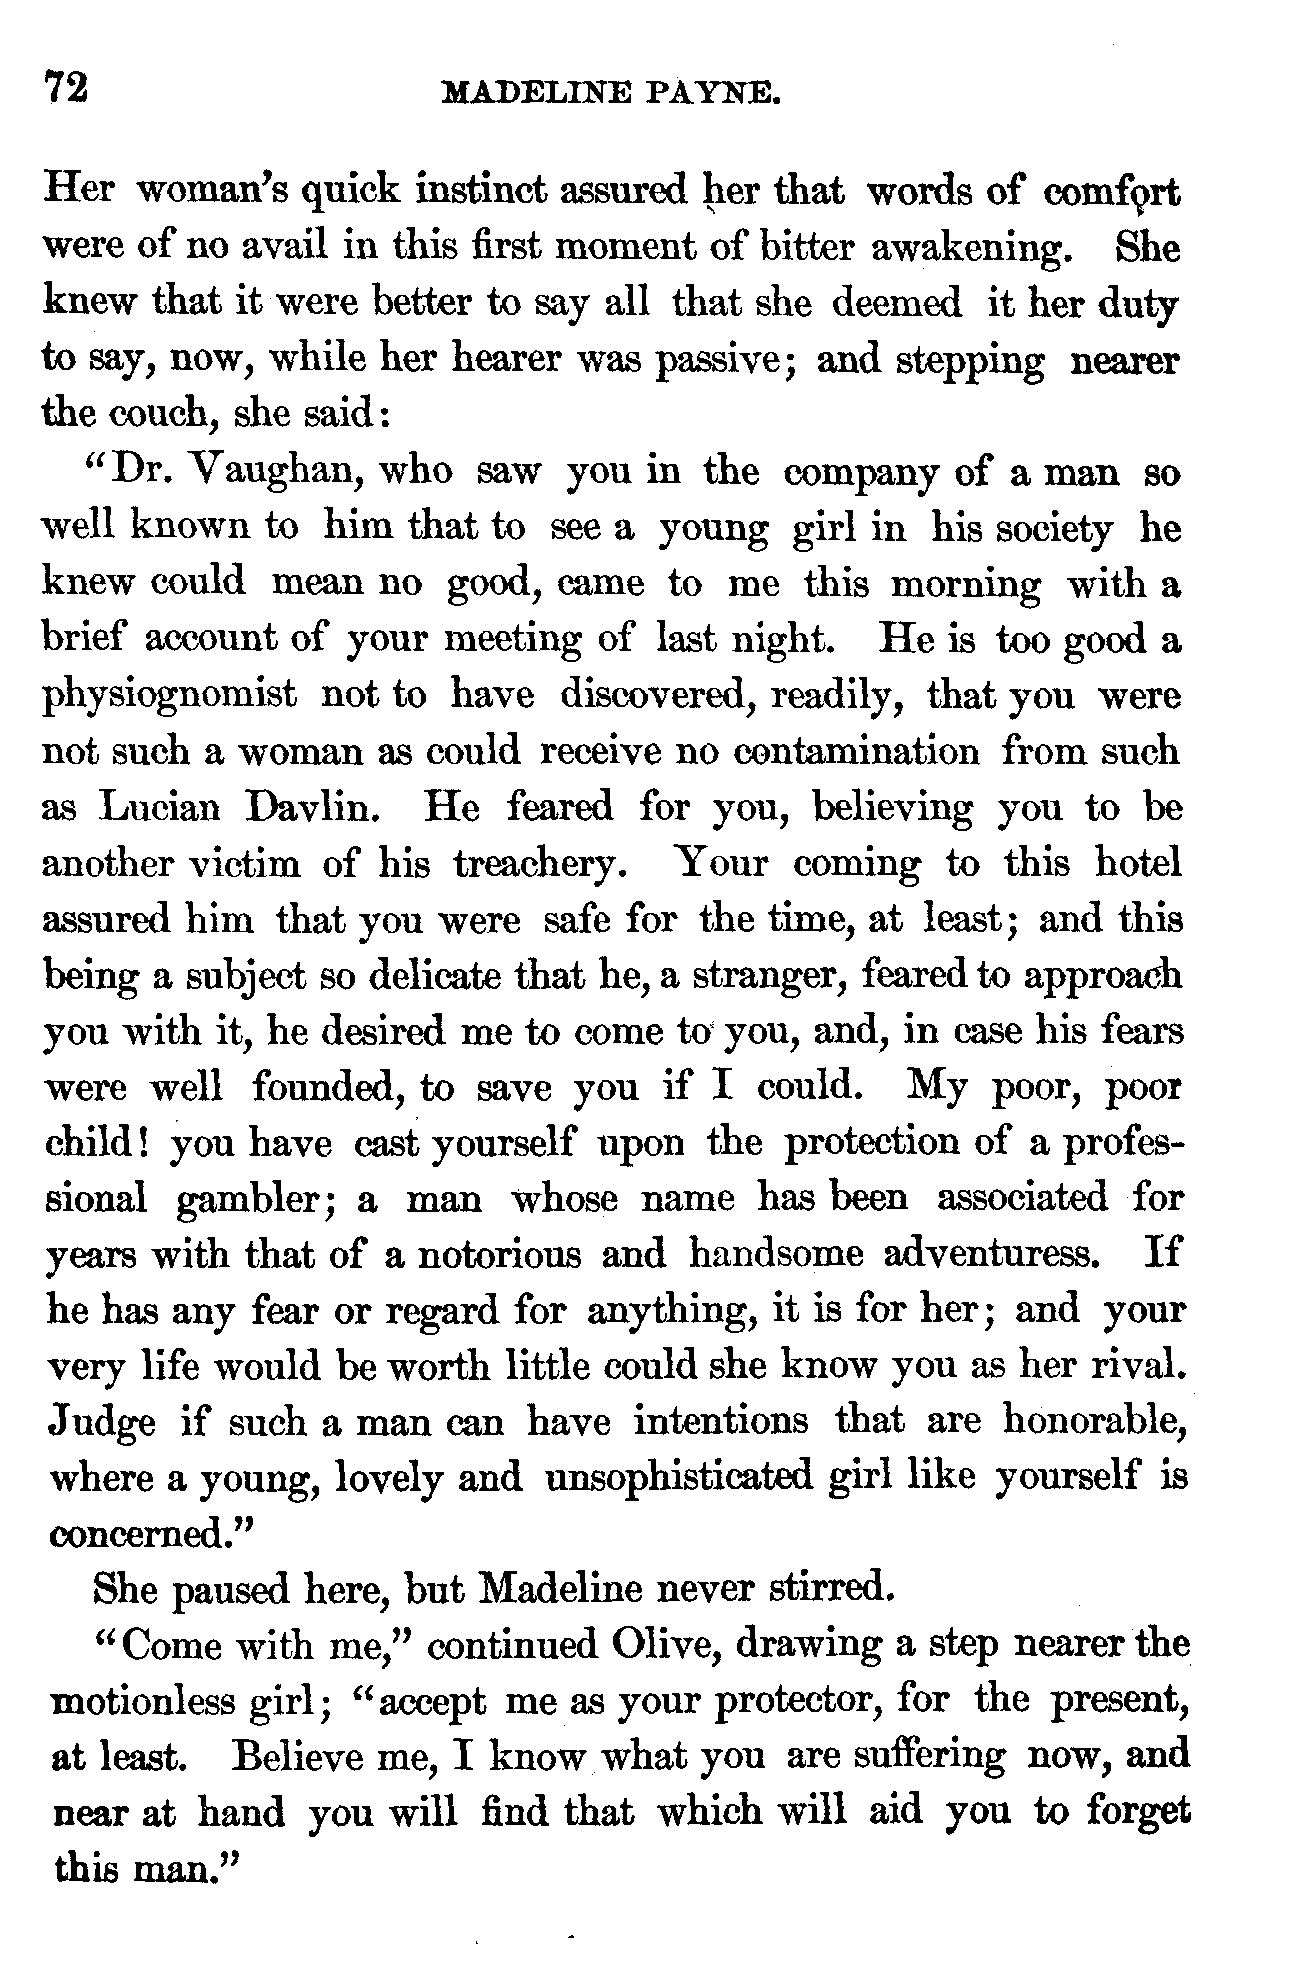 72 MADELINE PAYNE.
Her woman's quick instinct assured her that words of comfort
were of no avail in this first moment of bitter awakening. She
knew that it were better to say all that she deemed it her duty
to say, now, while her hearer was passive; and stepping nearer
the couch, she said:
"Dr. Vaughan, who saw you in the company of a man so
well known to him that to see a young girl in his society he
knew could mean no good, came to me this morning with a
brief account of your meeting of last night. He is too good a
physiognomist not to have discovered, readily, that you were
not such a woman as could receive no contamination from such
as Lucian Davlin. He feared for you, believing you to be
another victim of his treachery. Your coming to this hotel
assured him that you were safe for the time, at least; and this
being a subject so delicate that he, a stranger, feared to approach
you with it, he desired me to come to you, and, in case his fears
were well founded, to save you if I could. My poor, poor
child! you have cast yourself upon the protection of a profes-
sional gambler; a man whose name has been associated for
years with that of a notorious and handsome adventuress. If
he has any fear or regard for anything, it is for her; and your
very life would be worth little could she know you as her rival.
Judge if such a man can have intentions that are honorable,
where a young, lovely and unsophisticated girl like yourself is
concerned."
She paused here, but Madeline never stirred.
"Come with me," continued Olive, drawing a step nearer the
motionless girl; "accept me as your protector, for the present,
at least. Believe me, I know what you are suffering now, and
near at hand you will find that which will aid you to forget
this man."